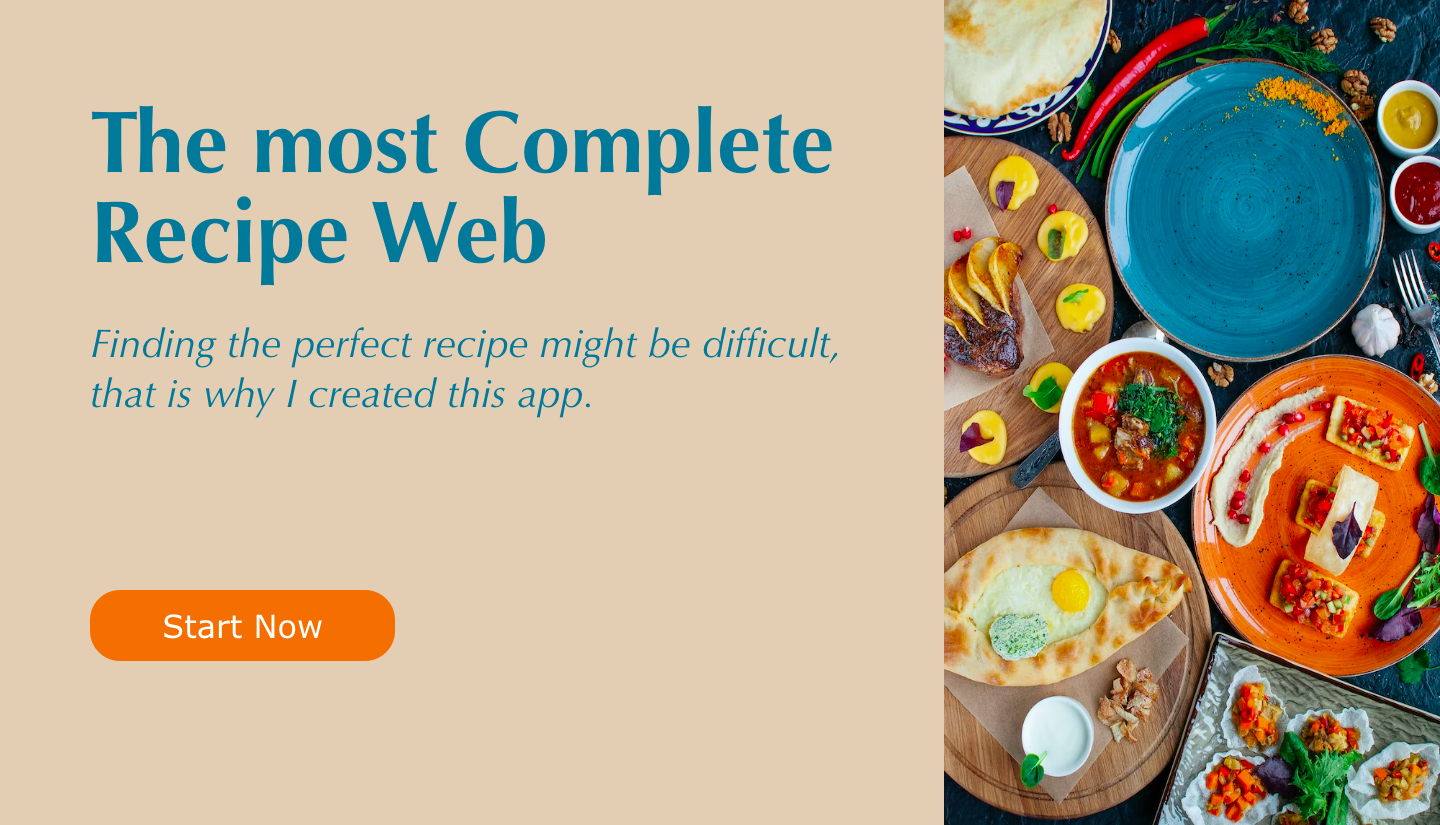 The most Complete
Recipe Web
Finding the perfect recipe might be difficult,
that is why I created this app.
Start Now